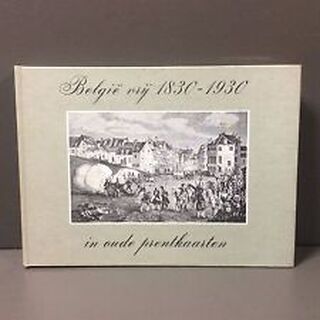 België vrij 1830-1930
in oude prentkaarten